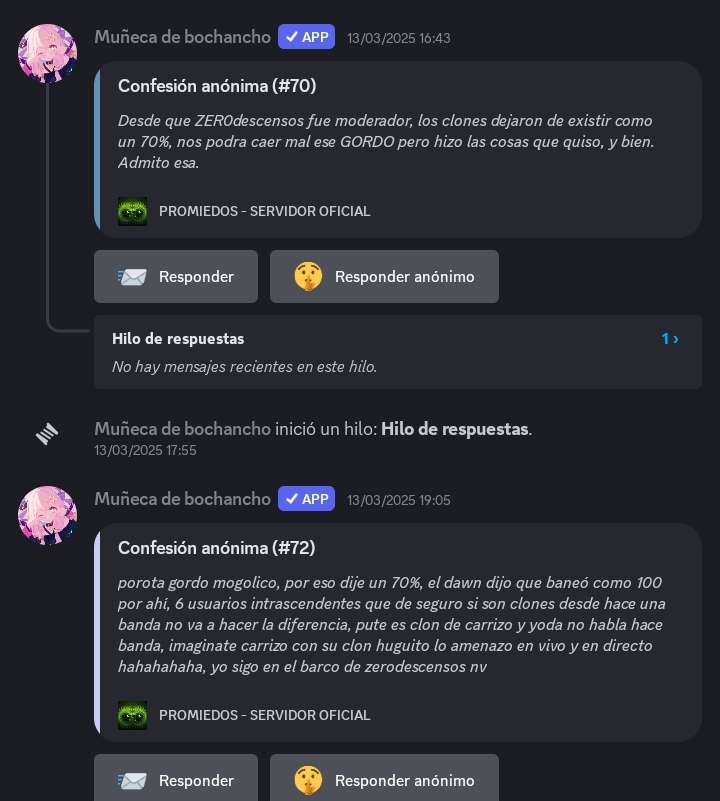 Muñeca de bochancho ✓ APP 13/03/2025 16:43
Confesión anónima (#70)
Desde que ZER0descensos fue moderador, los clones dejaron de existir como
un 70%, nos podra caer mal ese GORDO pero hizo las cosas que quiso, y bien.
Admito esa.
PROMIEDOS - SERVIDOR OFICIAL
Responder
Responder anónimo
Hilo de respuestas 1 ›
No hay mensajes recientes en este hilo.
Muñeca de bochancho inició un hilo: Hilo de respuestas.
13/03/2025 17:55
Muñeca de bochancho ✓ APP 13/03/2025 19:05
Confesión anónima (#72)
porota gordo mogolico, por eso dije un 70%, el dawn dijo que baneó como 100
por ahí, 6 usuarios intrascendentes que de seguro si son clones desde hace una
banda no va a hacer la diferencia, pute es clon de carrizo y yoda no habla hace
banda, imaginate carrizo con su clon huguito lo amenazo en vivo y en directo
hahahahaha, yo sigo en el barco de zerodescensos nv
PROMIEDOS - SERVIDOR OFICIAL
Responder
Responder anónimo